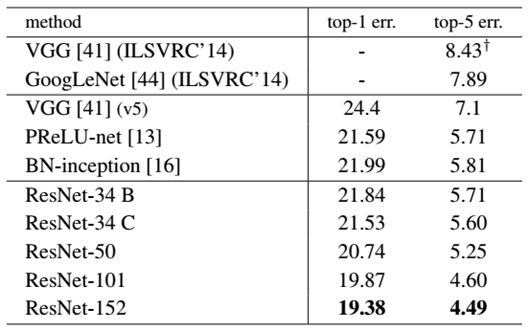 method top-1 err. top-5 err.
VGG [41] (ILSVRC’14) - 8.43†
GoogLeNet [44] (ILSVRC’14) - 7.89
VGG [41] (v5) 24.4 7.1
PReLU-net [13] 21.59 5.71
BN-inception [16] 21.99 5.81
ResNet-34 B 21.84 5.71
ResNet-34 C 21.53 5.60
ResNet-50 20.74 5.25
ResNet-101 19.87 4.60
ResNet-152 19.38 4.49